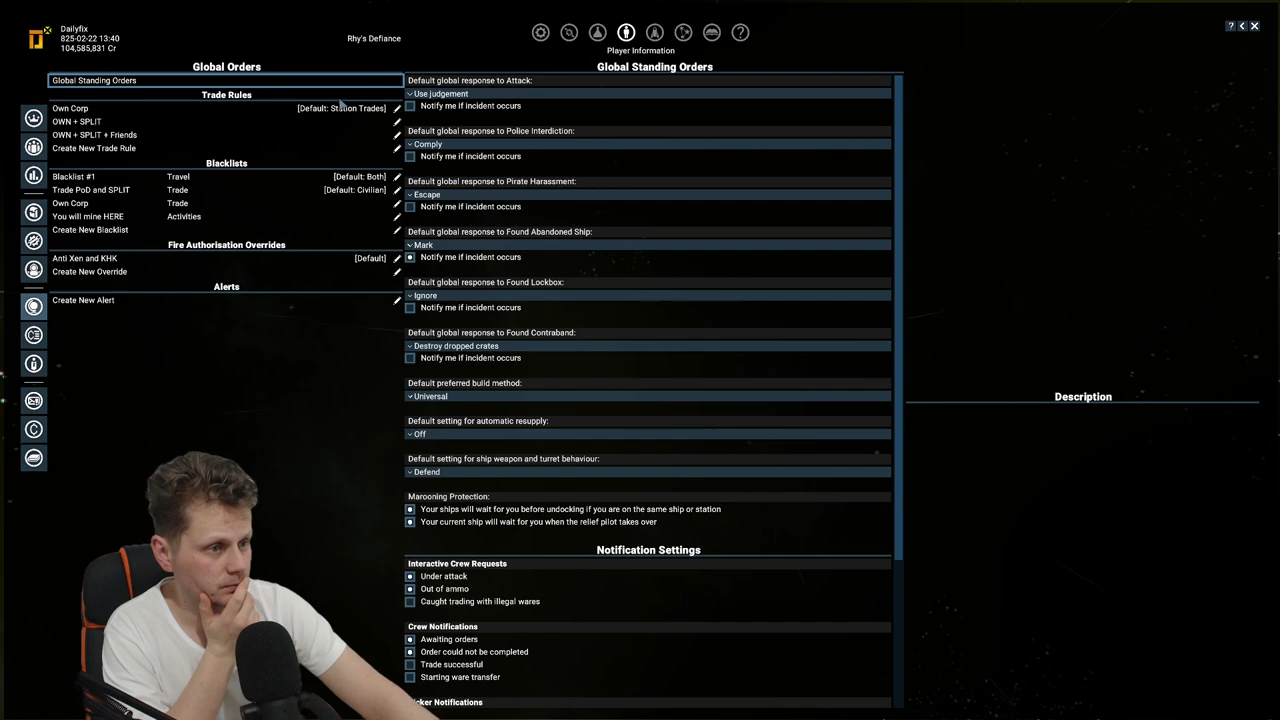 Dailyfix
825-02-22 13:40
104,585,831 Cr
Rhy's Defiance
Player Information
? < X
Global Orders
Global Standing Orders
Trade Rules
Own Corp [Default: Station Trades]
OWN + SPLIT
OWN + SPLIT + Friends
Create New Trade Rule
Blacklists
Blacklist #1 Travel [Default: Both]
Trade PoD and SPLIT Trade [Default: Civilian]
Own Corp Trade
You will mine HERE Activities
Create New Blacklist
Fire Authorisation Overrides
Anti Xen and KHK [Default]
Create New Override
Alerts
Create New Alert
Global Standing Orders
Default global response to Attack:
Use judgement
Notify me if incident occurs
Default global response to Police Interdiction:
Comply
Notify me if incident occurs
Default global response to Pirate Harassment:
Escape
Notify me if incident occurs
Default global response to Found Abandoned Ship:
Mark
Notify me if incident occurs
Default global response to Found Lockbox:
Ignore
Notify me if incident occurs
Default global response to Found Contraband:
Destroy dropped crates
Notify me if incident occurs
Default preferred build method:
Universal
Default setting for automatic resupply:
Off
Default setting for ship weapon and turret behaviour:
Defend
Marooning Protection:
Your ships will wait for you before undocking if you are on the same ship or station
Your current ship will wait for you when the relief pilot takes over
Notification Settings
Interactive Crew Requests
Under attack
Out of ammo
Caught trading with illegal wares
Crew Notifications
Awaiting orders
Order could not be completed
Trade successful
Starting ware transfer
Notifications
Description